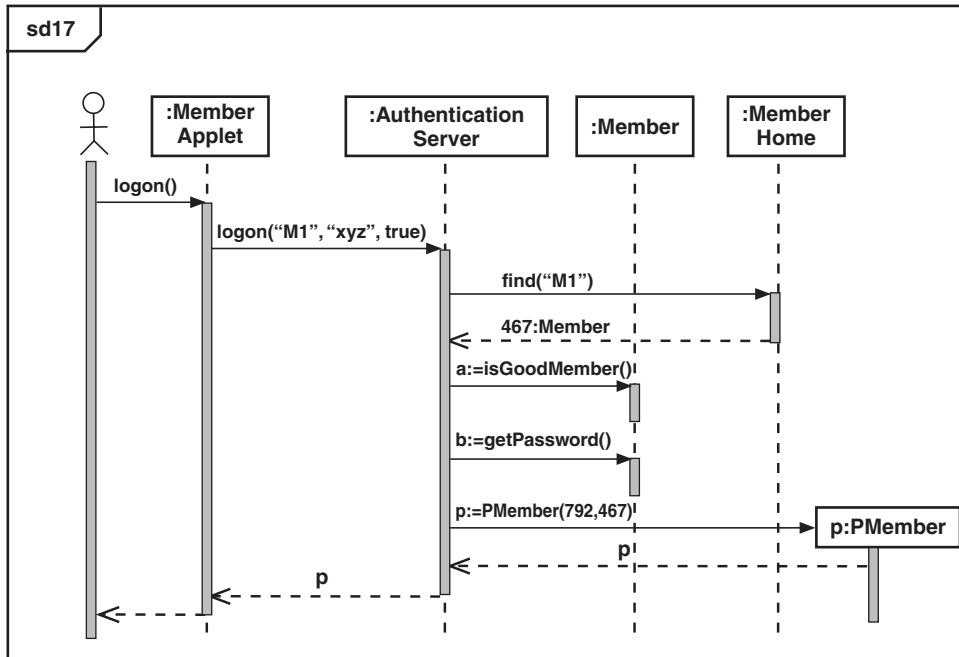 sd17
:Member
Applet
:Authentication
Server
:Member
:Member
Home
logon()
logon(“M1”, “xyz”, true)
find(“M1”)
467:Member
a:=isGoodMember()
b:=getPassword()
p:=PMember(792,467)
p:PMember
p
p